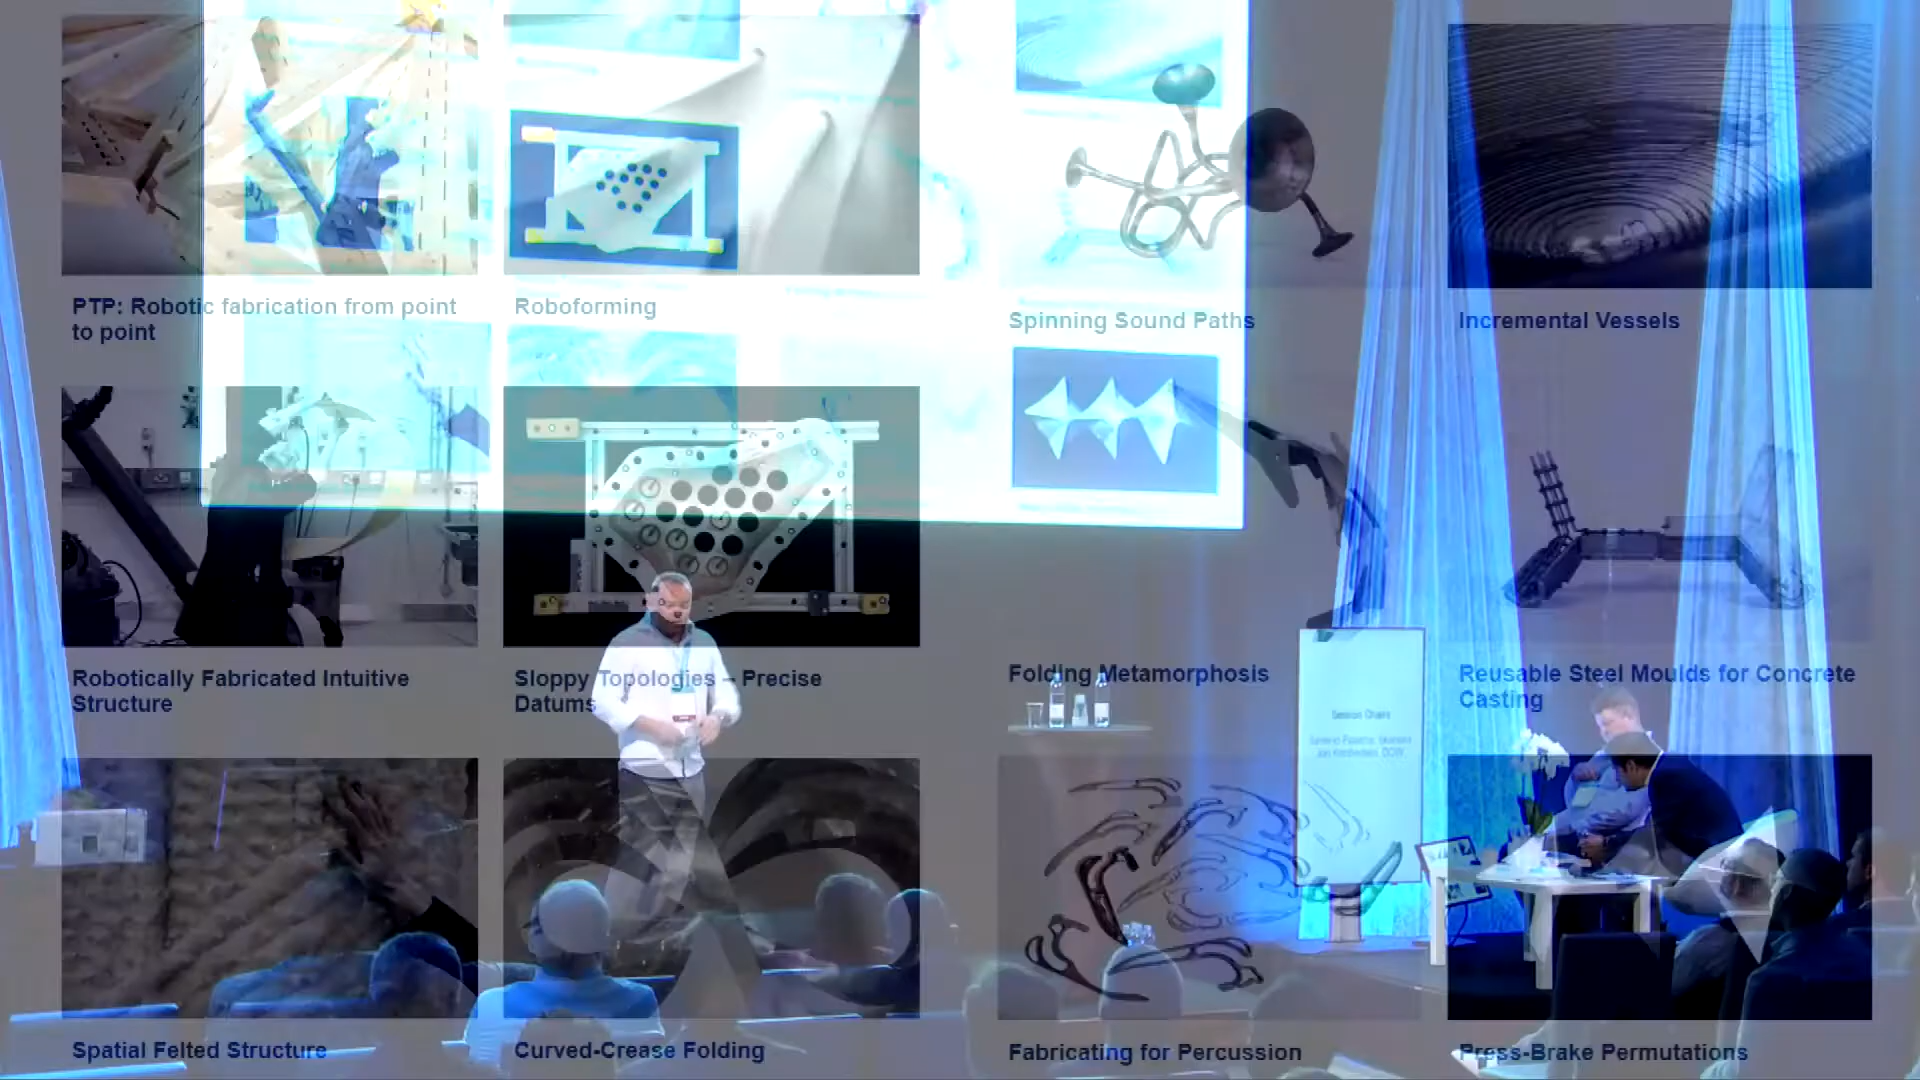 PTP: Robotic fabrication from point
to point
Roboforming
Spinning Sound Paths
Incremental Vessels
Robotically Fabricated Intuitive
Structure
Sloppy Topologies – Precise
Datums
Folding Metamorphosis
Reusable Steel Moulds for Concrete
Casting
Session Chairs
Spatial Felted Structure
Curved-Crease Folding
Fabricating for Percussion
Press-Brake Permutations